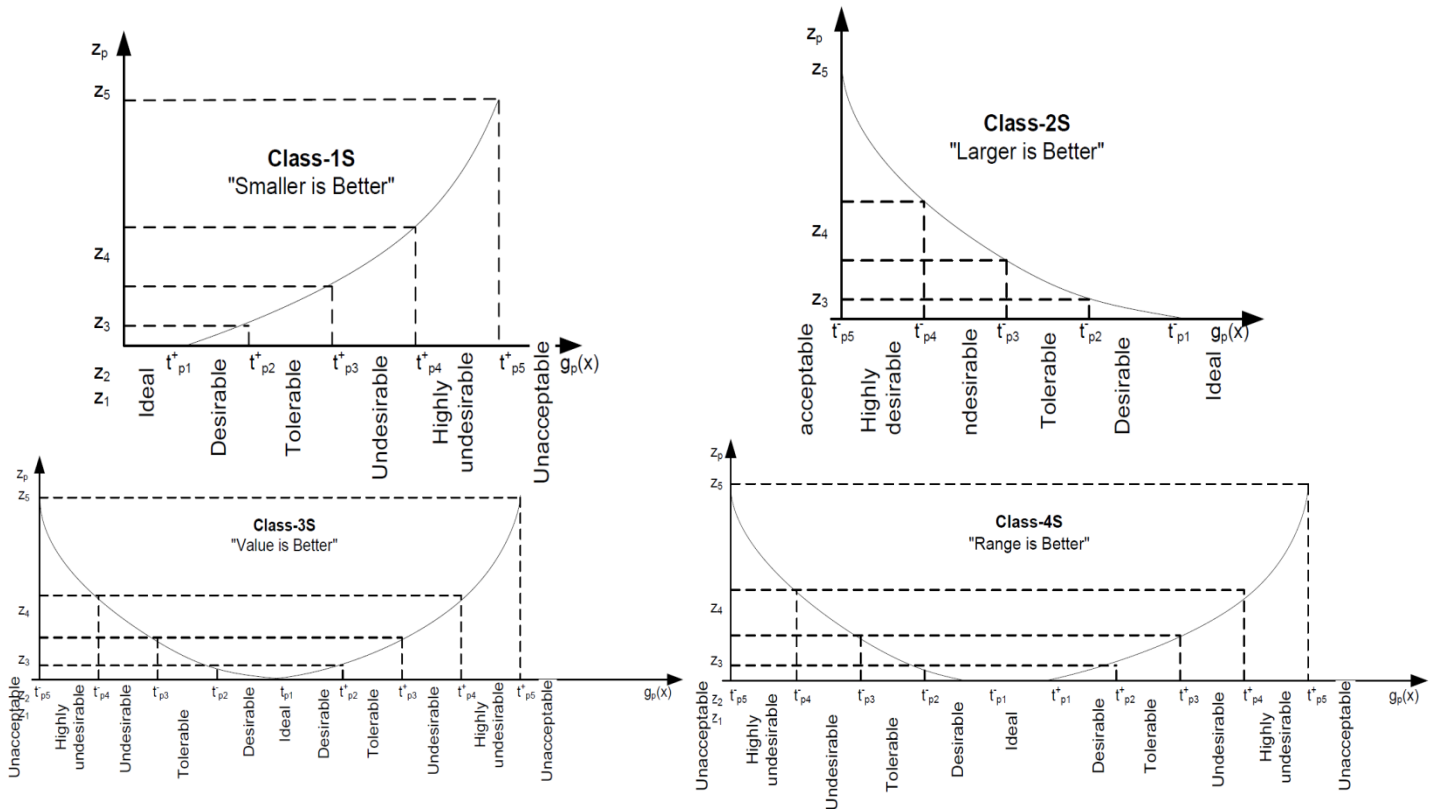 zp
z5
Class-1S
"Smaller is Better"
z4
z3
z2
z1
t+p1 t+p2 t+p3 t+p4 t+p5 gp(x)
Ideal
Desirable
Tolerable
Undesirable
Highly
undesirable
Unacceptable
zp
z5
Class-2S
"Larger is Better"
z4
z3
t-p5 t-p4 t-p3 t-p2 t-p1 gp(x)
acceptable
Highly
desirable
ndesirable
Tolerable
Desirable
Ideal
zp
z5
Class-3S
"Value is Better"
z4
z3
z2
z1
t-p5 t-p4 t-p3 t-p2 tp1 t+p2 t+p3 t+p4 t+p5 gp(x)
Unacceptable
Highly
undesirable
Undesirable
Tolerable
Desirable
Ideal
Desirable
Tolerable
Undesirable
Highly
undesirable
Unacceptable
zp
z5
Class-4S
"Range is Better"
z4
z3
z2
z1
t-p5 t-p4 t-p3 t-p2 t-p1 t+p1 t+p2 t+p3 t+p4 t+p5 gp(x)
Unacceptable
Highly
undesirable
Undesirable
Tolerable
Desirable
Ideal
Desirable
Tolerable
Undesirable
Highly
undesirable
Unacceptable